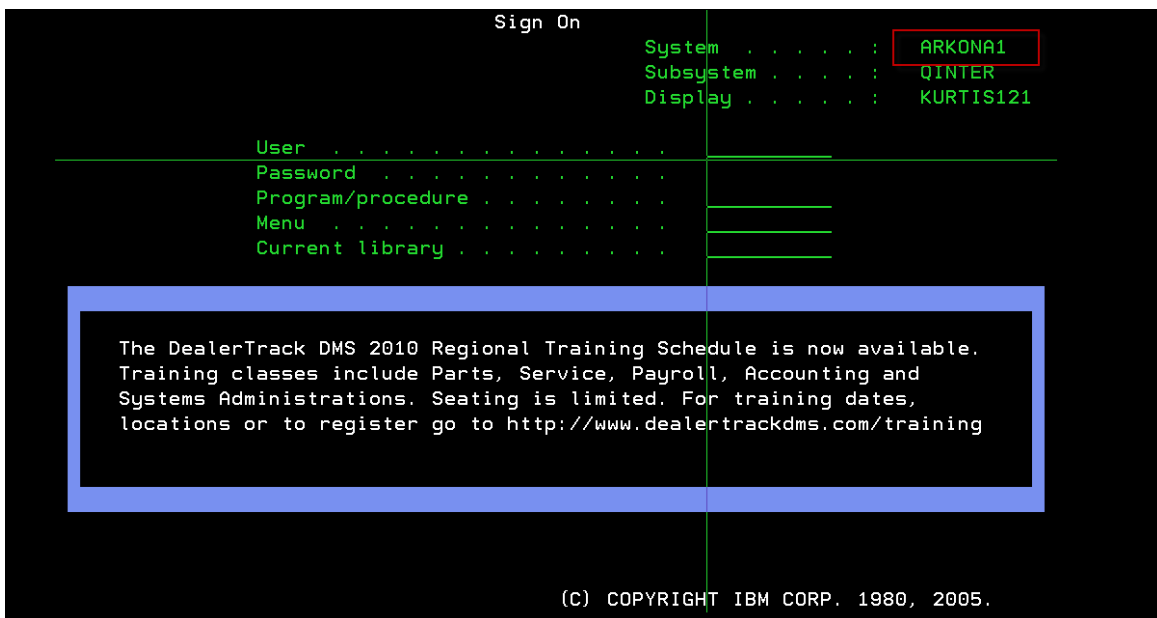 Sign On
System . . . . . : ARKONA1
Subsystem . . . . : QINTER
Display . . . . . : KURTIS121
User . . . . . . . . . . . . . .
Password . . . . . . . . . . . .
Program/procedure . . . . . . . .
Menu . . . . . . . . . . . . . .
Current library . . . . . . . . .
The DealerTrack DMS 2010 Regional Training Schedule is now available.
Training classes include Parts, Service, Payroll, Accounting and
Systems Administrations. Seating is limited. For training dates,
locations or to register go to http://www.dealertrackdms.com/training
(C) COPYRIGHT IBM CORP. 1980, 2005.